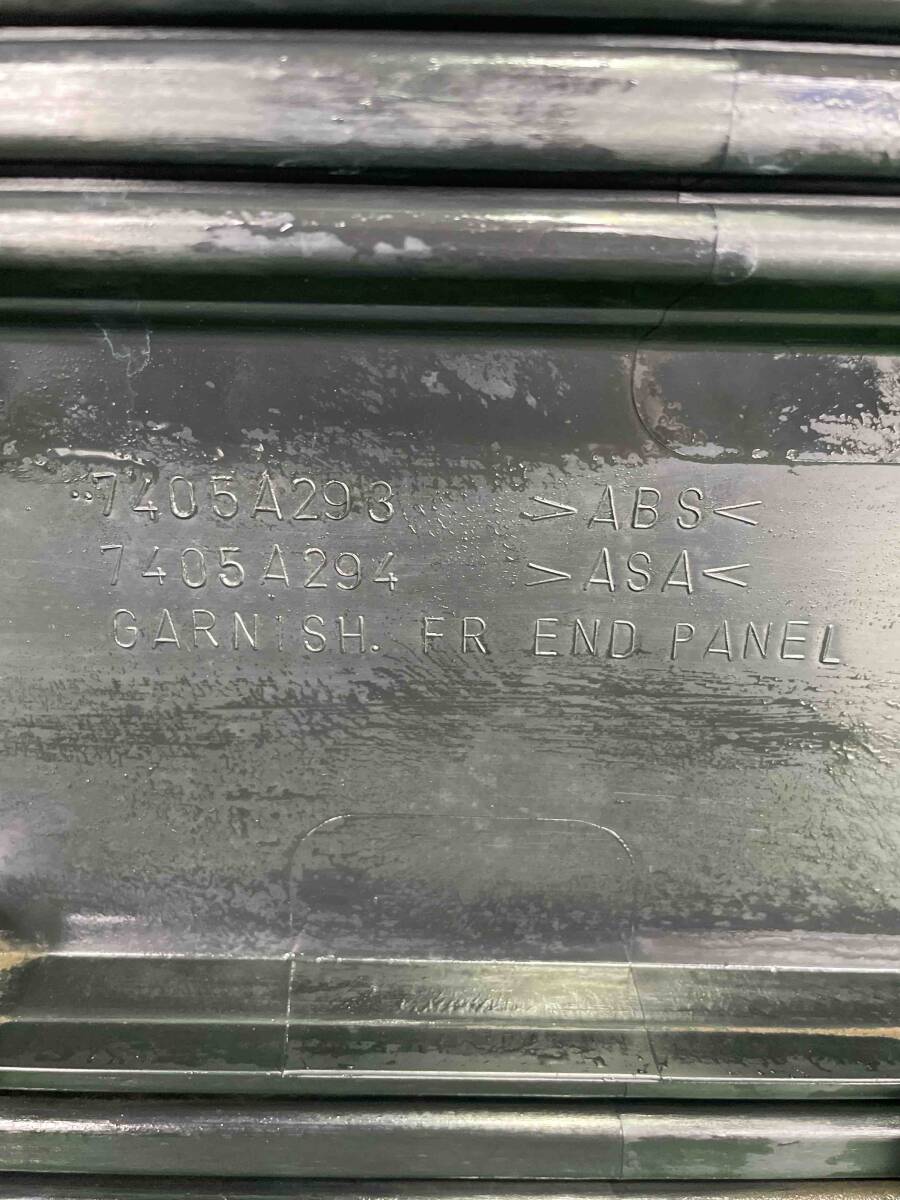 7405A293 >ABS<
7405A294 >ASA<
GARNISH. FR END PANEL